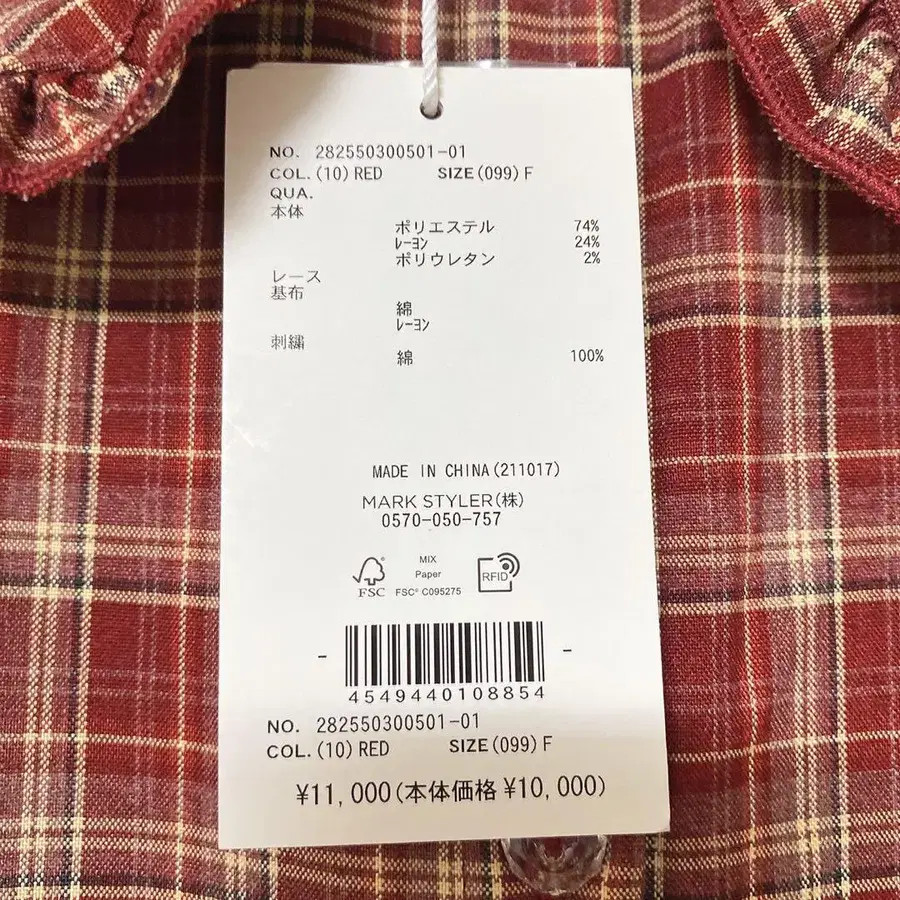 NO. 282550300501-01
COL. (10) RED SIZE (099) F
QUA.
本体
ポリエステル 74%
レーヨン 24%
ポリウレタン 2%
レース
基布
綿
レーヨン
刺繍
綿 100%
MADE IN CHINA (211017)
MARK STYLER (株)
0570-050-757
FSC
MIX
Paper
FSC® C095275
RFID
4549440108854
NO. 282550300501-01
COL. (10) RED SIZE (099) F
¥11,000(本体価格 ¥10,000)